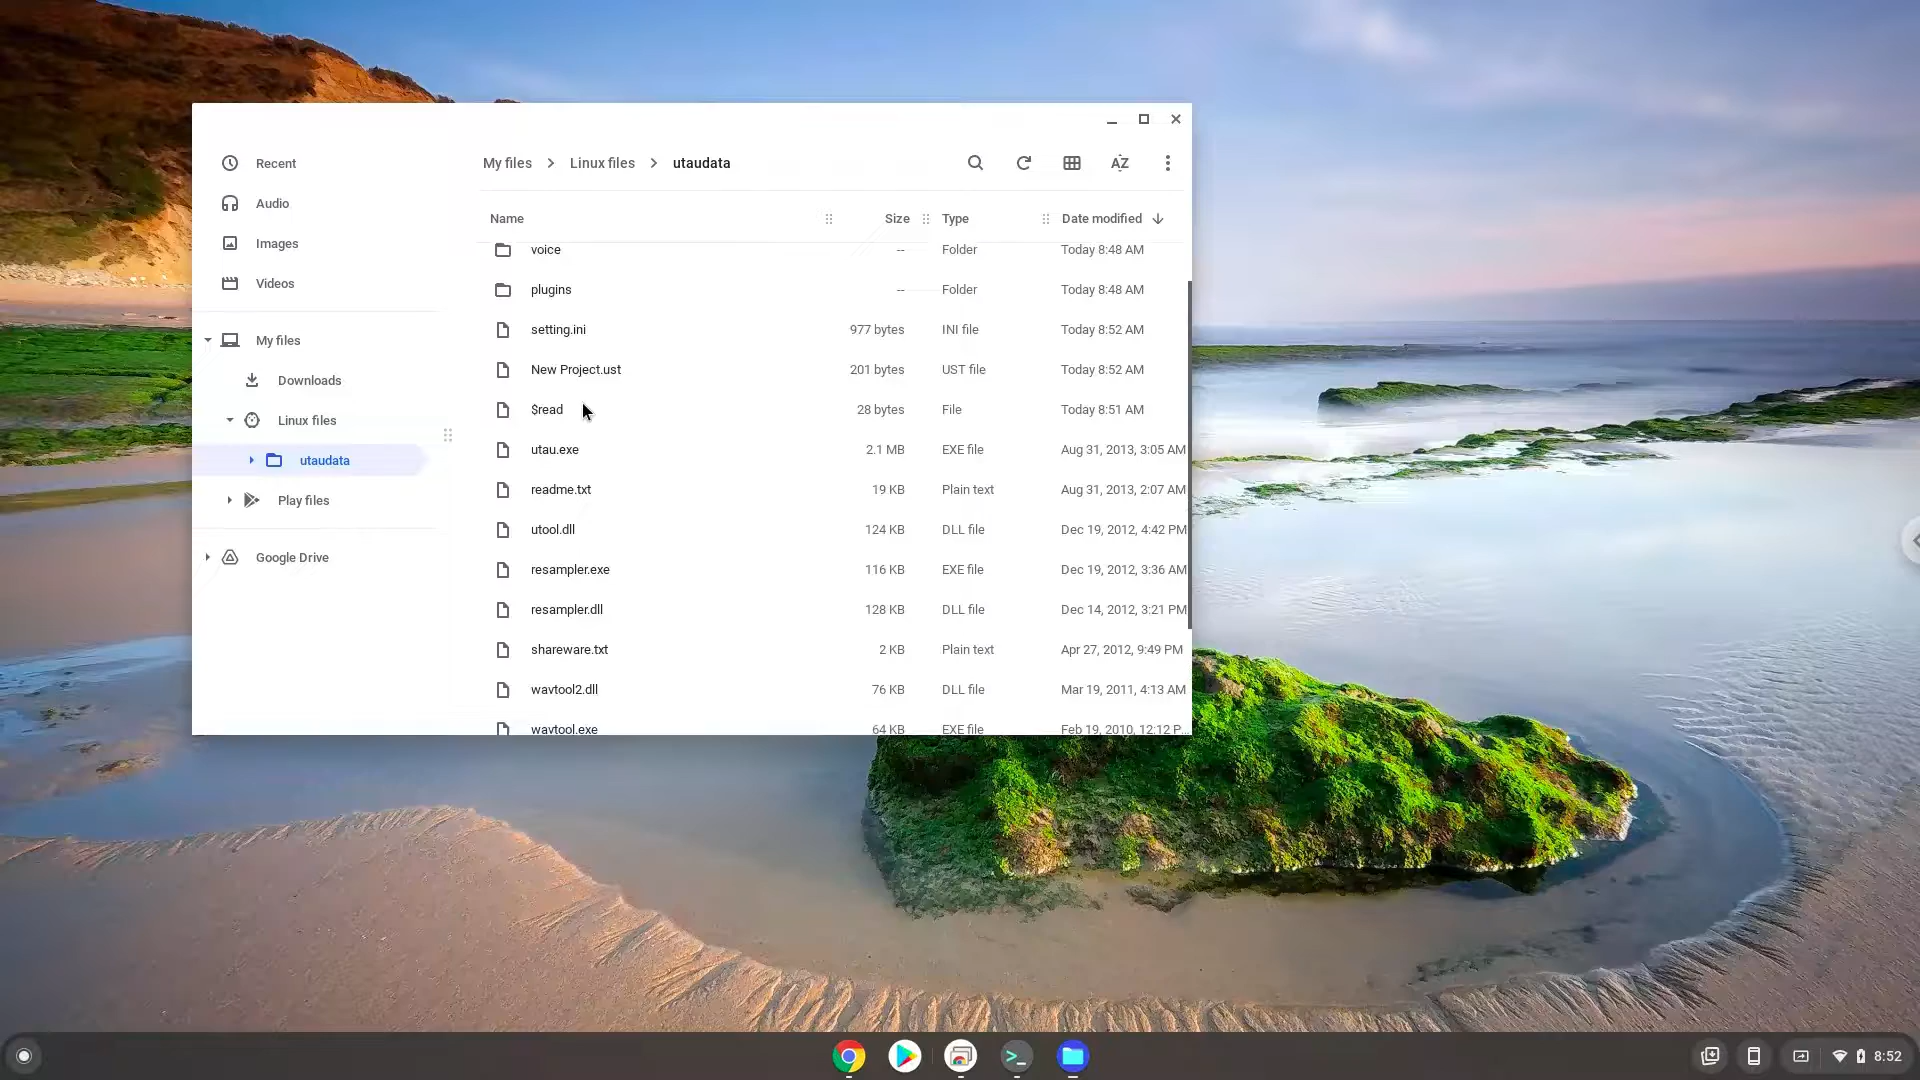 Recent
Audio
Images
Videos
My files
Downloads
Linux files
utaudata
Play files
Google Drive
My files > Linux files > utaudata
AZ
Name Size Type Date modified
voice -- Folder Today 8:48 AM
plugins -- Folder Today 8:48 AM
setting.ini 977 bytes INI file Today 8:52 AM
New Project.ust 201 bytes UST file Today 8:52 AM
$read 28 bytes File Today 8:51 AM
utau.exe 2.1 MB EXE file Aug 31, 2013, 3:05 AM
readme.txt 19 KB Plain text Aug 31, 2013, 2:07 AM
utool.dll 124 KB DLL file Dec 19, 2012, 4:42 PM
resampler.exe 116 KB EXE file Dec 19, 2012, 3:36 AM
resampler.dll 128 KB DLL file Dec 14, 2012, 3:21 PM
shareware.txt 2 KB Plain text Apr 27, 2012, 9:49 PM
wavtool2.dll 76 KB DLL file Mar 19, 2011, 4:13 AM
wavtool.exe 64 KB EXE file Feb 19, 2010, 12:12 P...
>_
8:52